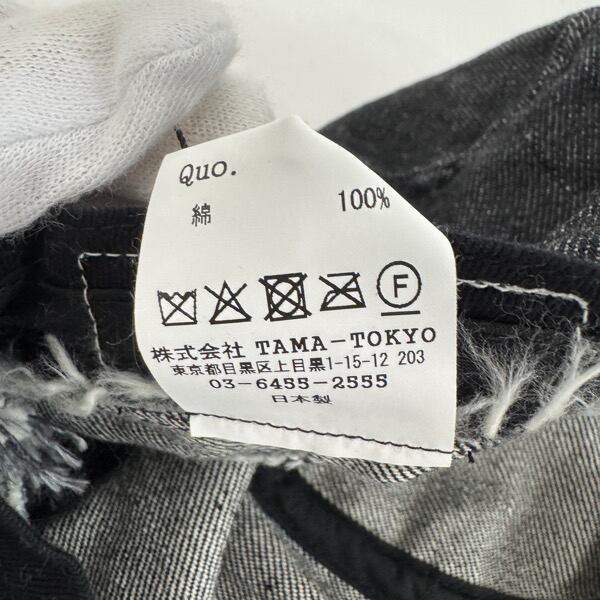 Quo.
綿 100%
F
株式会社 TAMA-TOKYO
東京都目黒区上目黒1-15-12 203
03-6455-2555
日本製